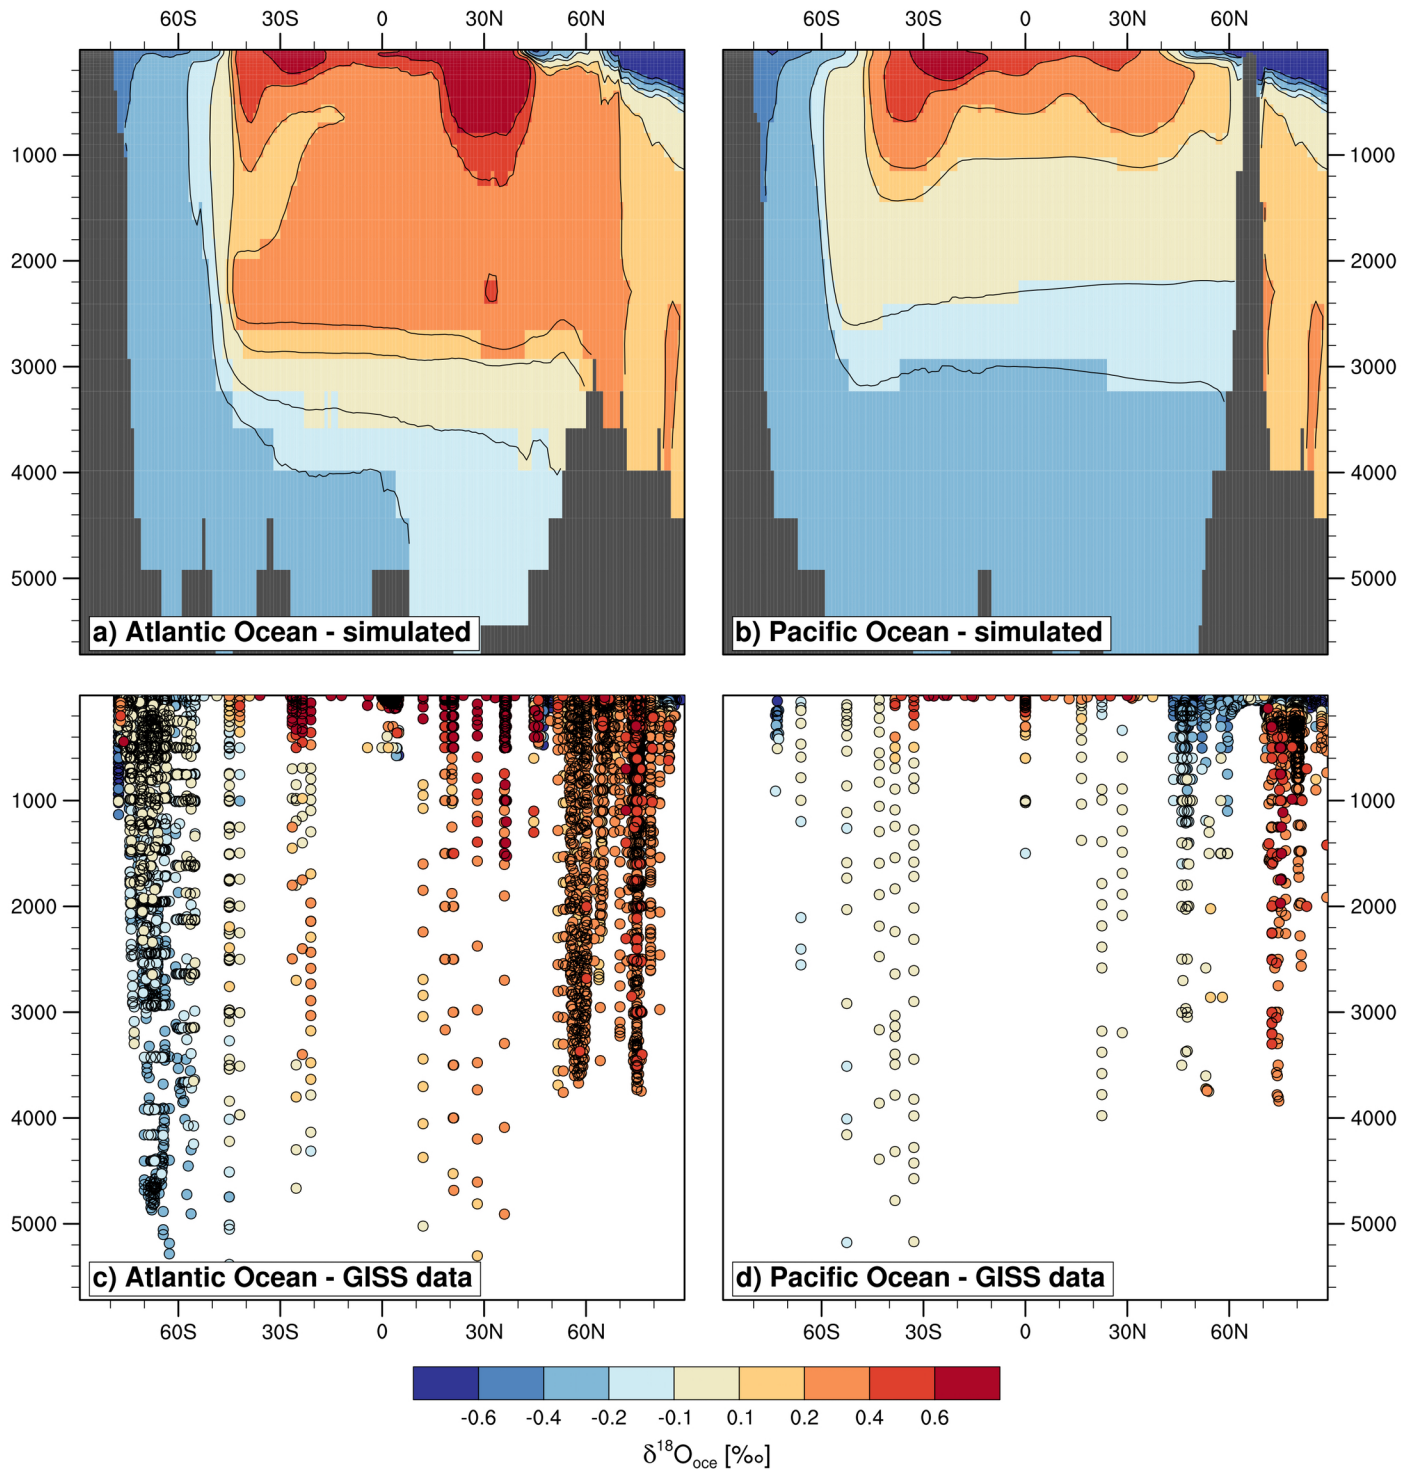 60S 30S 0 30N 60N 60S 30S 0 30N 60N
1000 1000
2000 2000
3000 3000
4000 4000
5000 5000
a) Atlantic Ocean - simulated b) Pacific Ocean - simulated
1000 1000
2000 2000
3000 3000
4000 4000
5000 5000
c) Atlantic Ocean - GISS data d) Pacific Ocean - GISS data
60S 30S 0 30N 60N 60S 30S 0 30N 60N
-0.6 -0.4 -0.2 -0.1 0.1 0.2 0.4 0.6
δ¹⁸Oₒ꜀ₑ [‰]